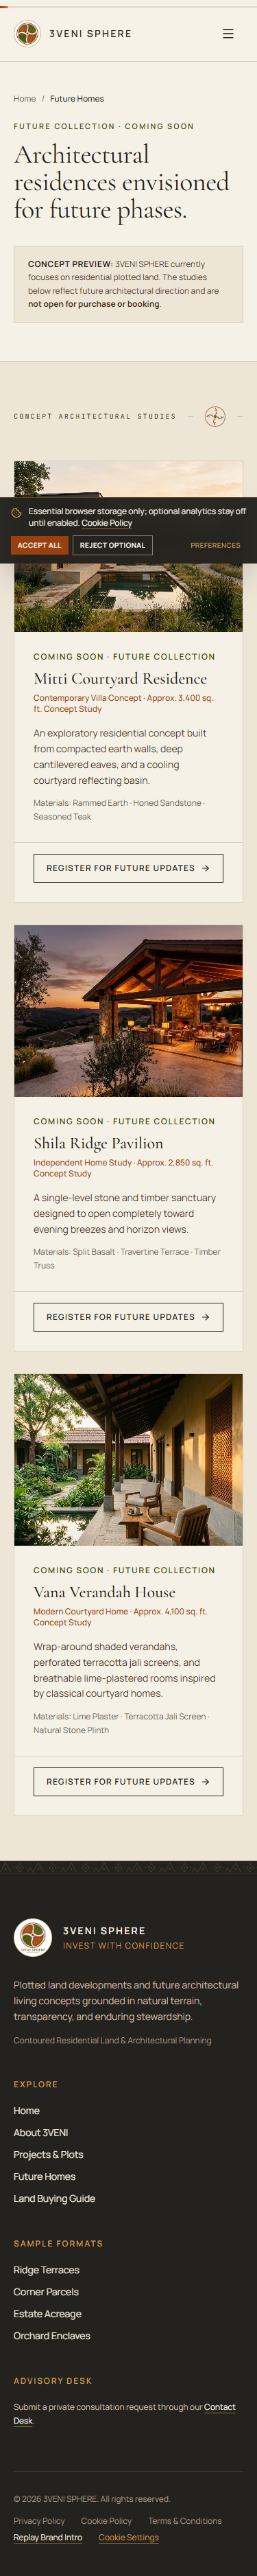 3VENI SPHERE
Home / Future Homes
FUTURE COLLECTION · COMING SOON
Architectural
residences envisioned
for future phases.
CONCEPT PREVIEW: 3VENI SPHERE currently
focuses on residential plotted land. The studies
below reflect future architectural direction and are
not open for purchase or booking.
CONCEPT ARCHITECTURAL STUDIES
Essential browser storage only; optional analytics stay off
until enabled. Cookie Policy
ACCEPT ALL REJECT OPTIONAL PREFERENCES
COMING SOON · FUTURE COLLECTION
Mitti Courtyard Residence
Contemporary Villa Concept · Approx. 3,400 sq.
ft. Concept Study
An exploratory residential concept built
from compacted earth walls, deep
cantilevered eaves, and a cooling
courtyard reflecting basin.
Materials: Rammed Earth · Honed Sandstone ·
Seasoned Teak
REGISTER FOR FUTURE UPDATES →
COMING SOON · FUTURE COLLECTION
Shila Ridge Pavilion
Independent Home Study · Approx. 2,850 sq. ft.
Concept Study
A single-level stone and timber sanctuary
designed to open completely toward
evening breezes and horizon views.
Materials: Split Basalt · Travertine Terrace · Timber
Truss
REGISTER FOR FUTURE UPDATES →
COMING SOON · FUTURE COLLECTION
Vana Verandah House
Modern Courtyard Home · Approx. 4,100 sq. ft.
Concept Study
Wrap-around shaded verandahs,
perforated terracotta jali screens, and
breathable lime-plastered rooms inspired
by classical courtyard homes.
Materials: Lime Plaster · Terracotta Jali Screen ·
Natural Stone Plinth
REGISTER FOR FUTURE UPDATES →
3VENI SPHERE
INVEST WITH CONFIDENCE
Plotted land developments and future architectural
living concepts grounded in natural terrain,
transparency, and enduring stewardship.
Contoured Residential Land & Architectural Planning
EXPLORE
Home
About 3VENI
Projects & Plots
Future Homes
Land Buying Guide
SAMPLE FORMATS
Ridge Terraces
Corner Parcels
Estate Acreage
Orchard Enclaves
ADVISORY DESK
Submit a private consultation request through our Contact
Desk.
© 2026 3VENI SPHERE. All rights reserved.
Privacy Policy Cookie Policy Terms & Conditions
Replay Brand Intro Cookie Settings